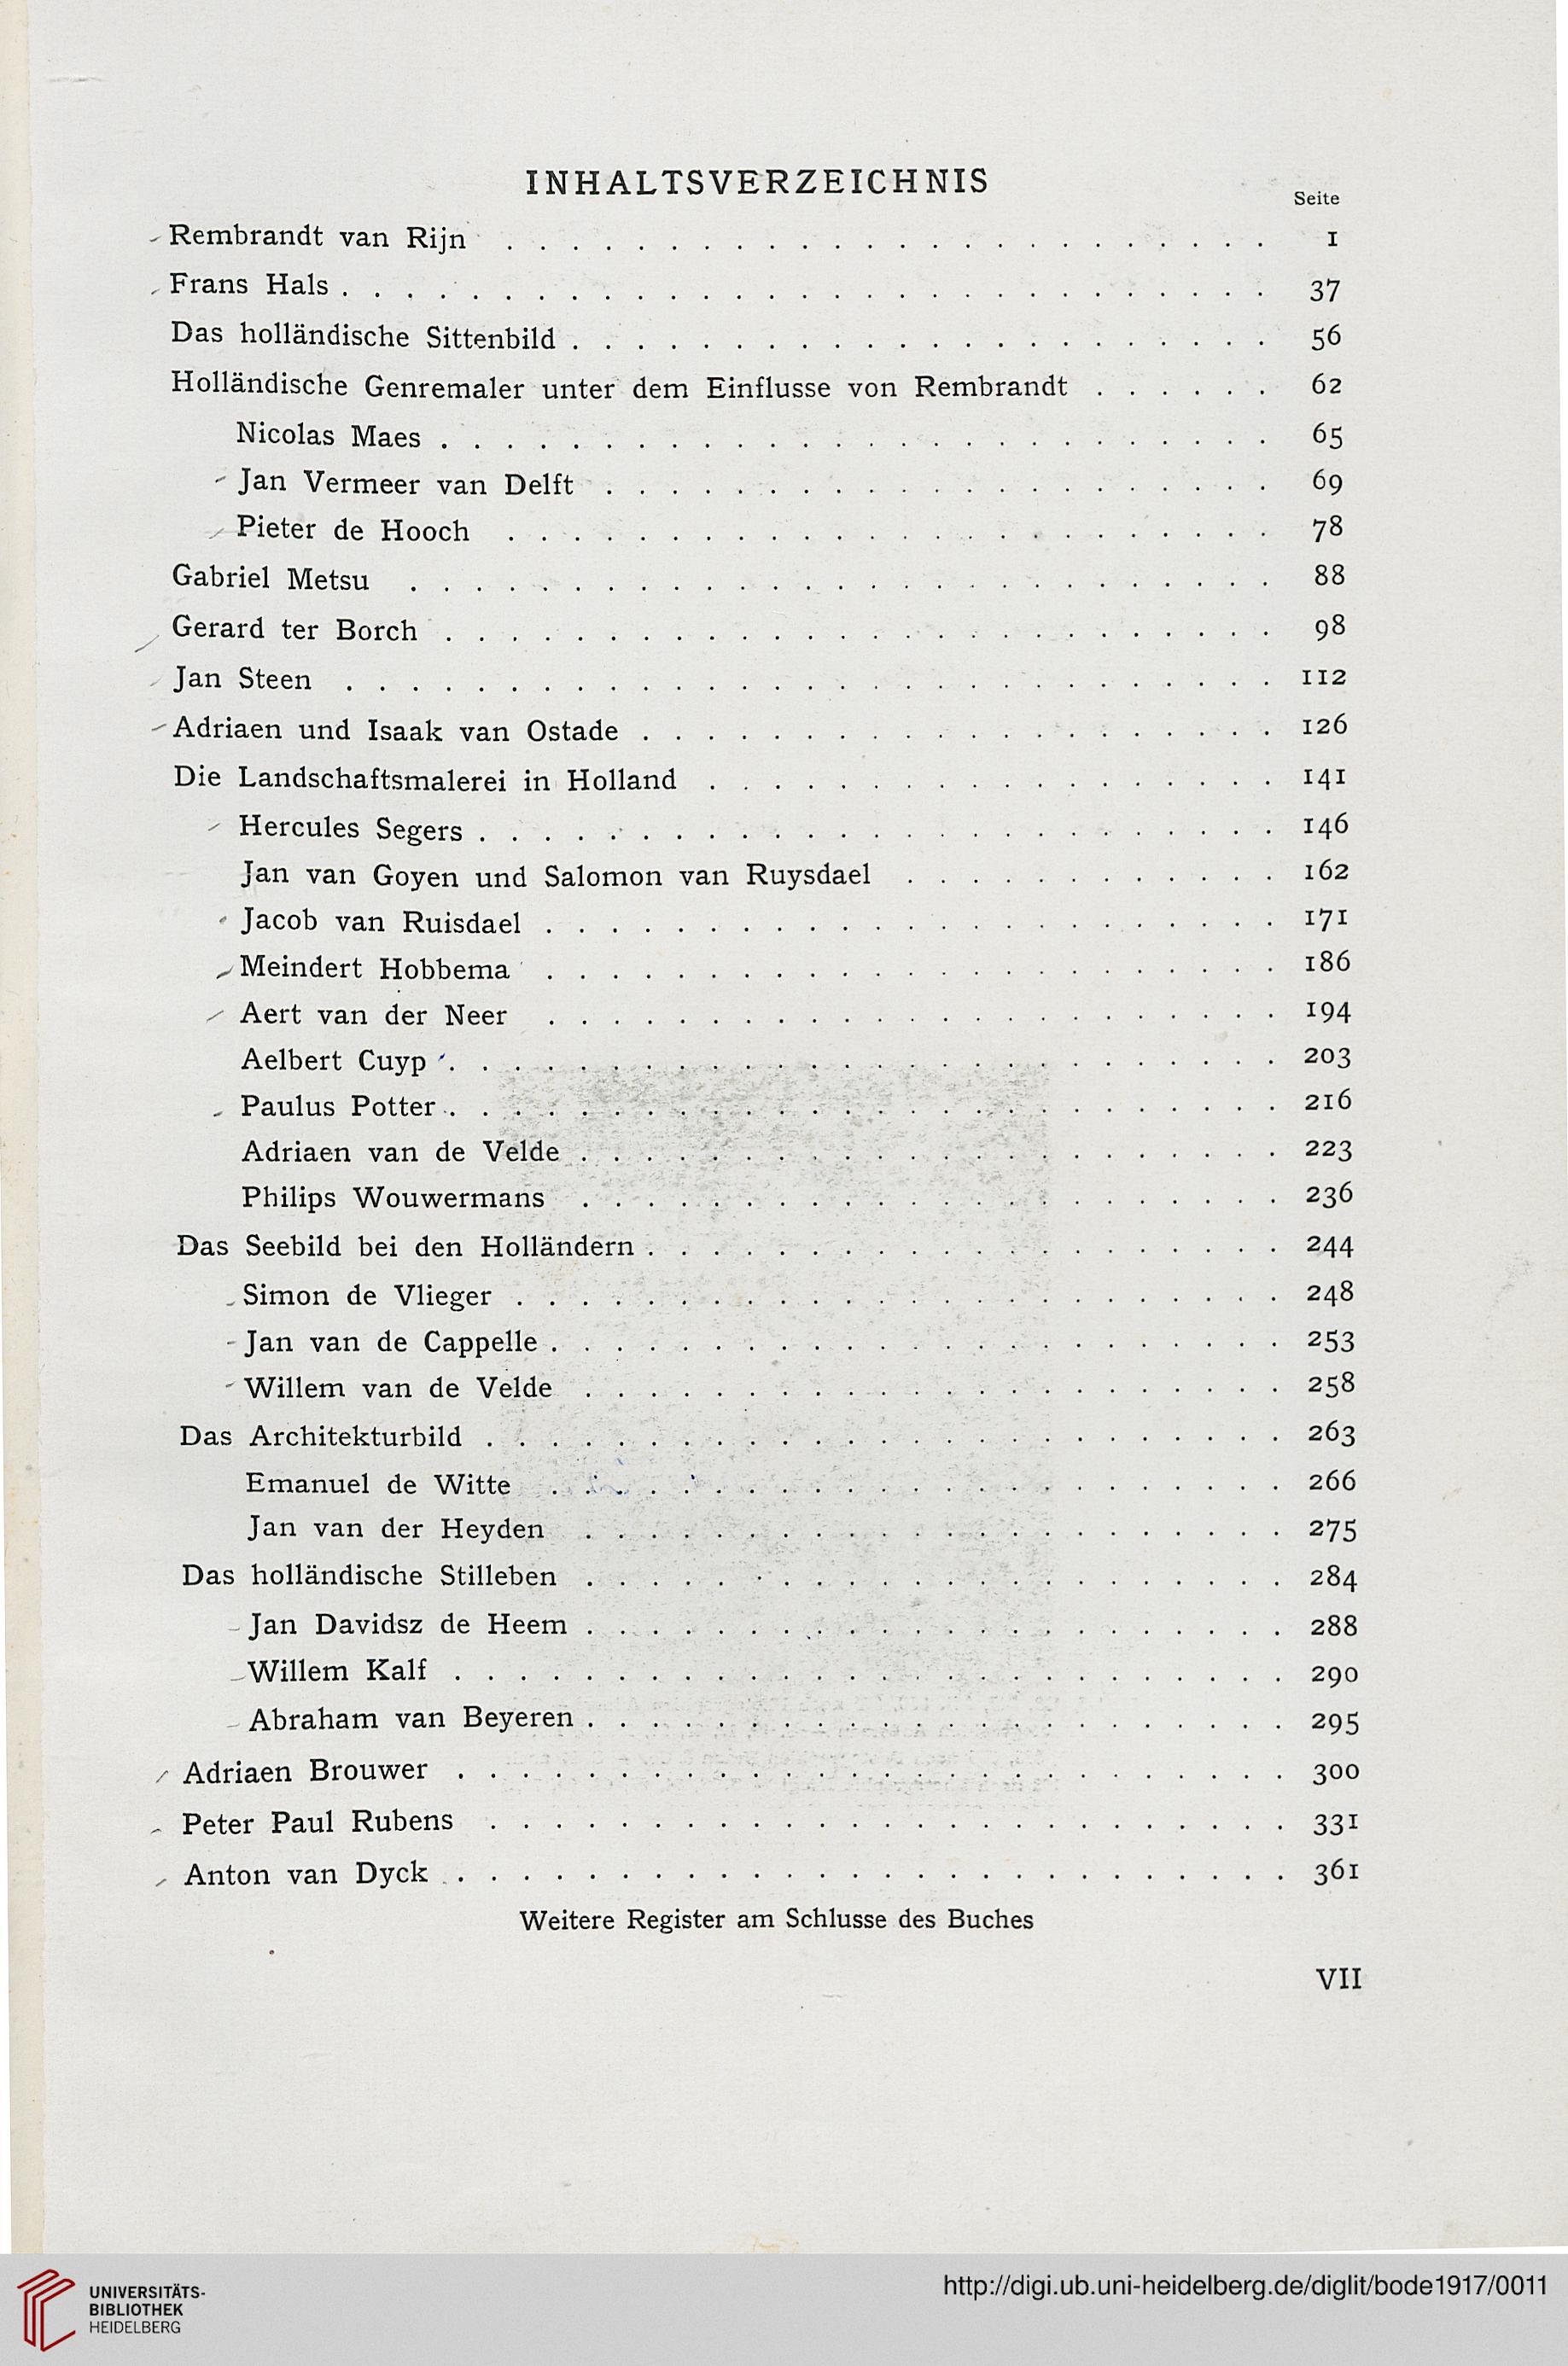 INHALTSVERZEICHNIS
Seite
Rembrandt van Rijn . . . . . . . . . . . . . . . . . . . . . . . . 1
Frans Hals . . . . . . . . . . . . . . . . . . . . . . . . . . . . . 37
Das holländische Sittenbild . . . . . . . . . . . . . . . . . . . . . . 56
Holländische Genremaler unter dem Einflusse von Rembrandt . . . . . . 62
Nicolas Maes . . . . . . . . . . . . . . . . . . . . . . . . . . 65
Jan Vermeer van Delft . . . . . . . . . . . . . . . . . . . . . 69
Pieter de Hooch . . . . . . . . . . . . . . . . . . . . . . . . 78
Gabriel Metsu . . . . . . . . . . . . . . . . . . . . . . . . . . . 88
Gerard ter Borch . . . . . . . . . . . . . . . . . . . . . . . . . . 98
Jan Steen . . . . . . . . . . . . . . . . . . . . . . . . . . . . . 112
Adriaen und Isaak van Ostade . . . . . . . . . . . . . . . . . . . . 126
Die Landschaftsmalerei in Holland . . . . . . . . . . . . . . . . . . 141
Hercules Segers . . . . . . . . . . . . . . . . . . . . . . . . . 146
Jan van Goyen und Salomon van Ruysdael . . . . . . . . . . . . 162
Jacob van Ruisdael . . . . . . . . . . . . . . . . . . . . . . . 171
Meindert Hobbema . . . . . . . . . . . . . . . . . . . . . . . 186
Aert van der Neer . . . . . . . . . . . . . . . . . . . . . . . 194
Aelbert Cuyp . . . . . . . . . . . . . . . . . . . . . . . . . . 203
Paulus Potter . . . . . . . . . . . . . . . . . . . . . . . . . . 216
Adriaen van de Velde . . . . . . . . . . . . . . . . . . . . . . 223
Philips Wouwermans . . . . . . . . . . . . . . . . . . . . . . 236
Das Seebild bei den Holländern . . . . . . . . . . . . . . . . . . . . 244
Simon de Vlieger . . . . . . . . . . . . . . . . . . . . . . . . 248
Jan van de Cappelle . . . . . . . . . . . . . . . . . . . . . . . 253
Willem van de Velde . . . . . . . . . . . . . . . . . . . . . . 258
Das Architekturbild . . . . . . . . . . . . . . . . . . . . . . . . . 263
Emanuel de Witte . . . . . . . . . . . . . . . . . . . . . . . 266
Jan van der Heyden . . . . . . . . . . . . . . . . . . . . . . 275
Das holländische Stilleben . . . . . . . . . . . . . . . . . . . . . . 284
Jan Davidsz de Heem . . . . . . . . . . . . . . . . . . . . . . 288
Willem Kalf . . . . . . . . . . . . . . . . . . . . . . . . . . 290
Abraham van Beyeren . . . . . . . . . . . . . . . . . . . . . . 295
Adriaen Brouwer . . . . . . . . . . . . . . . . . . . . . . . . . . 300
Peter Paul Rubens . . . . . . . . . . . . . . . . . . . . . . . . . 331
Anton van Dyck . . . . . . . . . . . . . . . . . . . . . . . . . . 361
Weitere Register am Schlusse des Buches
VII
UNIVERSITÄTS-
BIBLIOTHEK
HEIDELBERG
http://digi.ub.uni-heidelberg.de/diglit/bode1917/0011